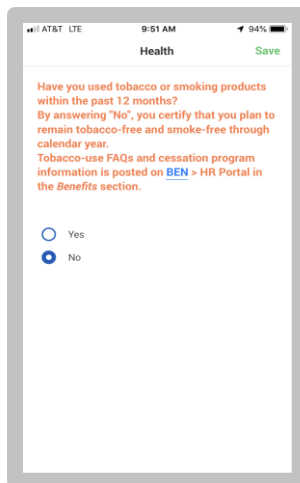 AT&T LTE 9:51 AM 94%
Health Save
Have you used tobacco or smoking products
within the past 12 months?
By answering "No", you certify that you plan to
remain tobacco-free and smoke-free through
calendar year.
Tobacco-use FAQs and cessation program
information is posted on BEN > HR Portal in
the Benefits section.
Yes
No